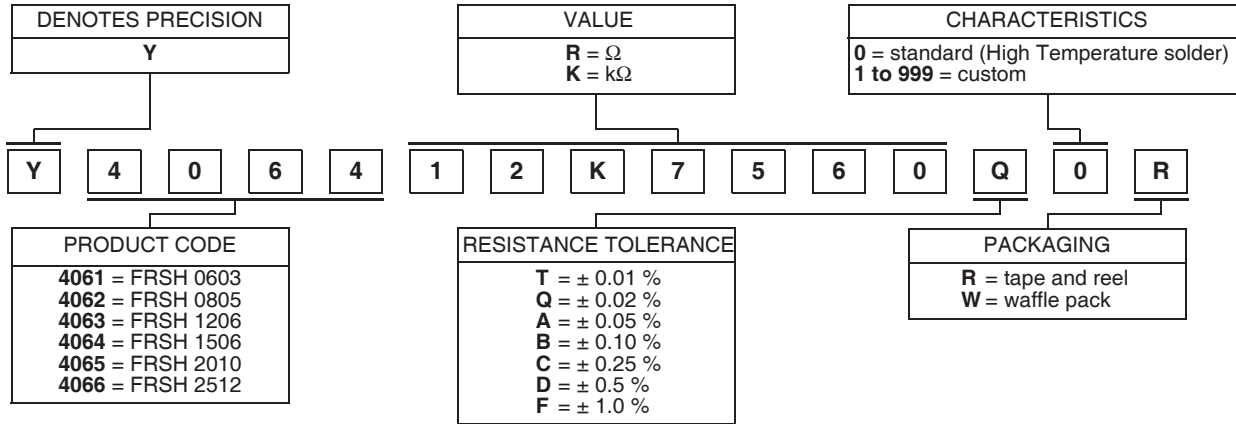 DENOTES PRECISION
Y
VALUE
R = Ω
K = kΩ
CHARACTERISTICS
0 = standard (High Temperature solder)
1 to 999 = custom
Y 4 0 6 4 1 2 K 7 5 6 0 Q 0 R
PRODUCT CODE
4061 = FRSH 0603
4062 = FRSH 0805
4063 = FRSH 1206
4064 = FRSH 1506
4065 = FRSH 2010
4066 = FRSH 2512
RESISTANCE TOLERANCE
T = ± 0.01 %
Q = ± 0.02 %
A = ± 0.05 %
B = ± 0.10 %
C = ± 0.25 %
D = ± 0.5 %
F = ± 1.0 %
PACKAGING
R = tape and reel
W = waffle pack